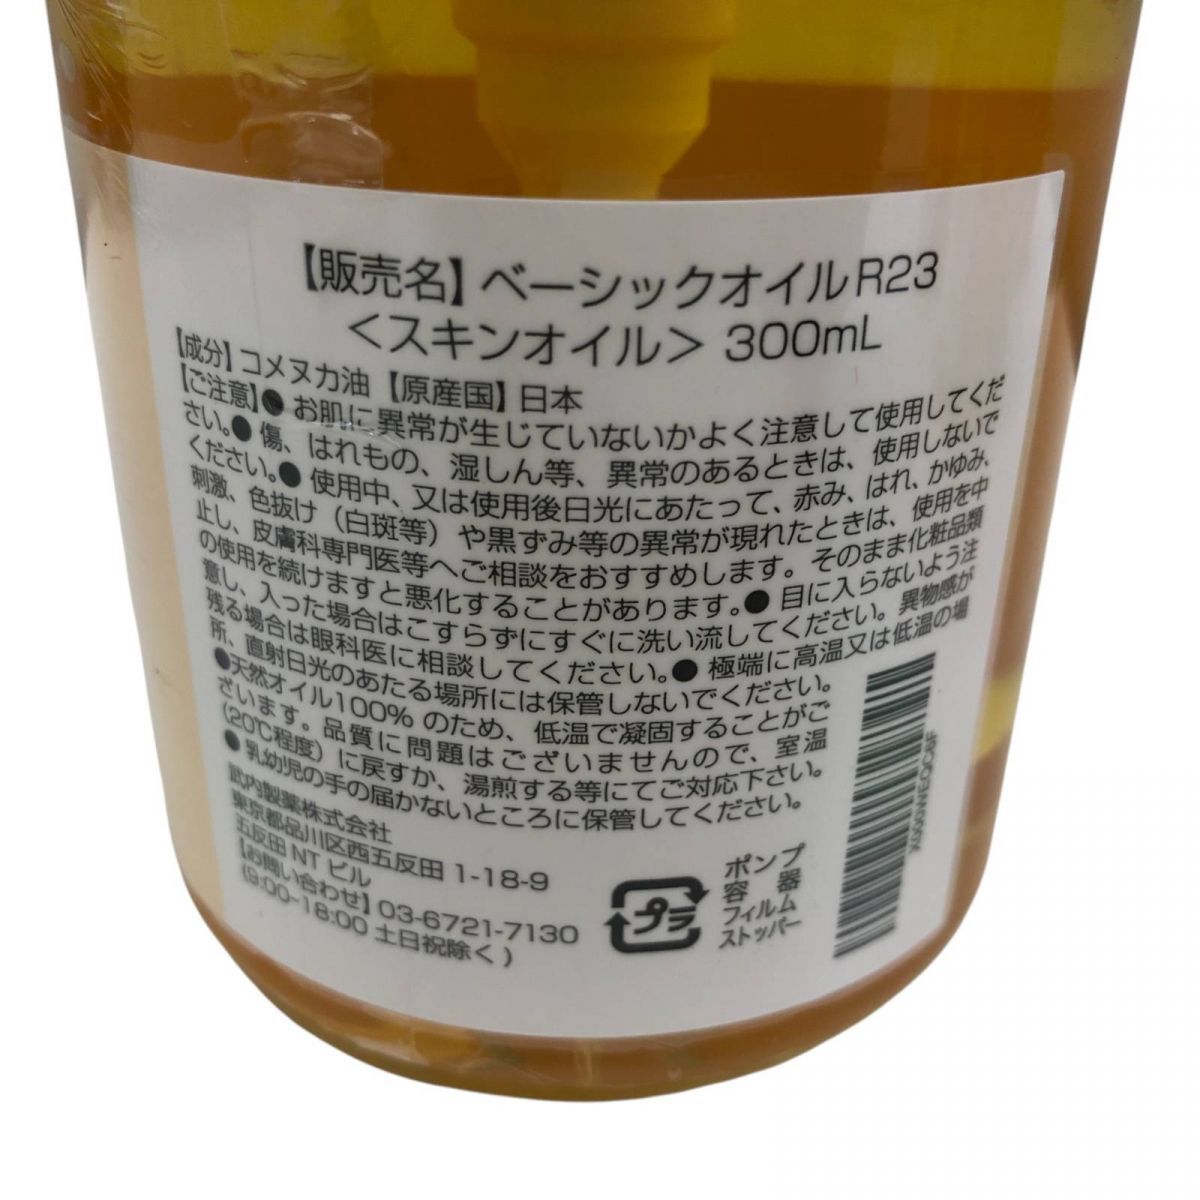 【販売名】ベーシックオイルR23
＜スキンオイル＞ 300mL
【成分】コメヌカ油 【原産国】日本
【ご注意】● お肌に異常が生じていないかよく注意して使用してくだ
さい。● 傷、はれもの、湿しん等、異常のあるときは、使用しないで
ください。● 使用中、又は使用後日光にあたって、赤み、はれ、かゆみ、
刺激、色抜け（白斑等）や黒ずみ等の異常が現れたときは、使用を中
止し、皮膚科専門医等へご相談をおすすめします。そのまま化粧品類
の使用を続けますと悪化することがあります。● 目に入らないよう注
意し、入った場合はこすらずにすぐに洗い流してください。異物感が
残る場合は眼科医に相談してください。● 極端に高温又は低温の場
所、直射日光のあたる場所には保管しないでください。
●天然オイル100% のため、低温で凝固することがご
ざいます。品質に問題はございませんので、室温
（20℃程度）に戻すか、湯煎する等にてご対応下さい。
● 乳幼児の手の届かないところに保管してください。
武内製薬株式会社
東京都品川区西五反田 1-18-9
五反田 NT ビル
【お問い合わせ】03-6721-7130
(9:00-18:00 土日祝除く)
プラ
ポンプ
容器
フィルム
ストッパー